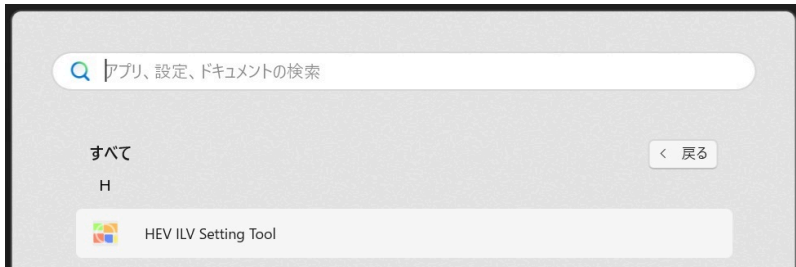 アプリ、設定、ドキュメントの検索
すべて
< 戻る
H
HEV ILV Setting Tool